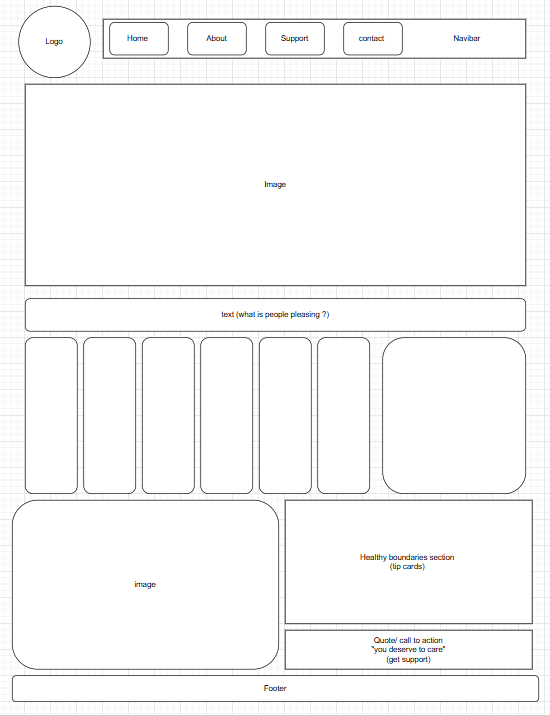 Logo
Home
About
Support
contact
Navibar
Image
text (what is people pleasing ?)
image
Healthy boundaries section
(tip cards)
Quote/ call to action
"you deserve to care"
(get support)
Footer